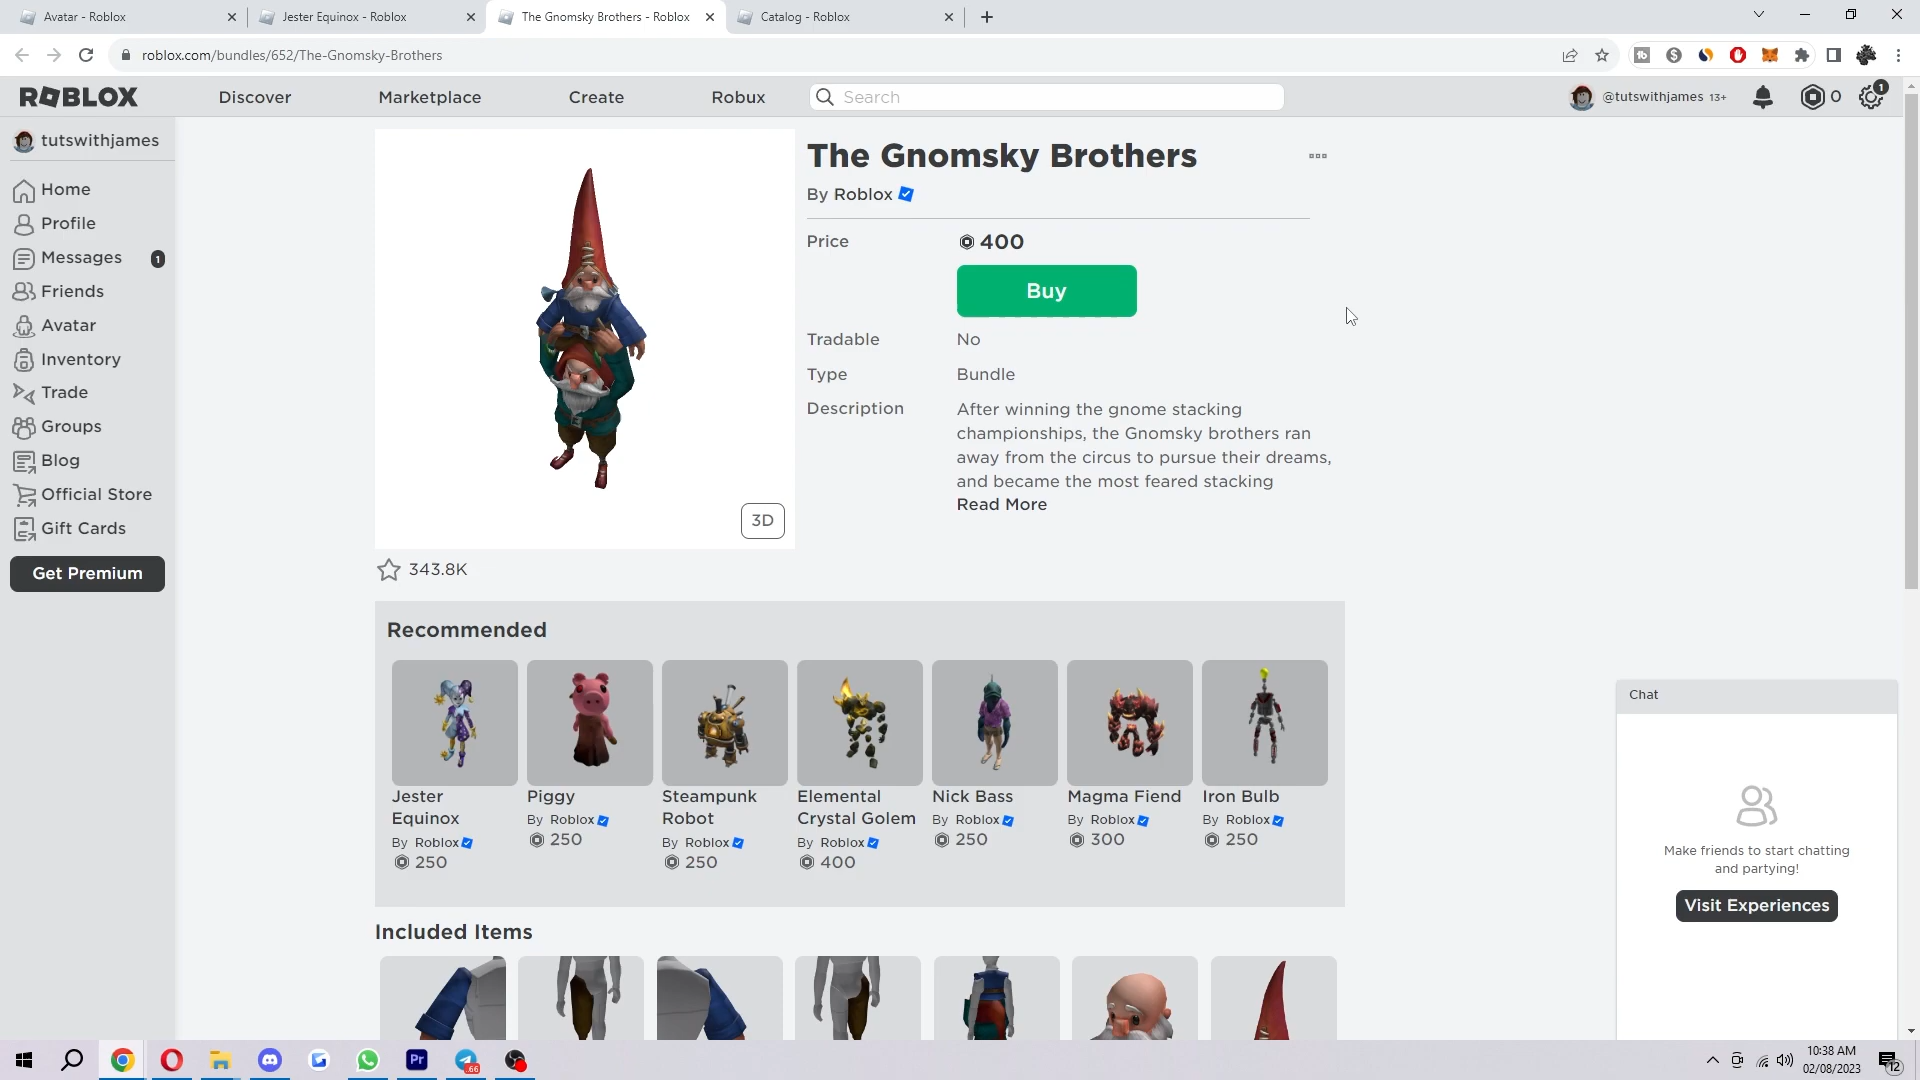 Avatar - Roblox
Jester Equinox - Roblox
The Gnomsky Brothers - Roblox
Catalog - Roblox
roblox.com/bundles/652/The-Gnomsky-Brothers
ROBLOX
Discover
Marketplace
Create
Robux
Search
@tutswithjames 13+
0
1
tutswithjames
Home
Profile
Messages
1
Friends
Avatar
Inventory
Trade
Groups
Blog
Official Store
Gift Cards
Get Premium
3D
343.8K
The Gnomsky Brothers
By Roblox
Price
400
Buy
Tradable
No
Type
Bundle
Description
After winning the gnome stacking
championships, the Gnomsky brothers ran
away from the circus to pursue their dreams,
and became the most feared stacking
Read More
Recommended
Jester
Equinox
By Roblox
250
Piggy
By Roblox
250
Steampunk
Robot
By Roblox
250
Elemental
Crystal Golem
By Roblox
400
Nick Bass
By Roblox
250
Magma Fiend
By Roblox
300
Iron Bulb
By Roblox
250
Included Items
Chat
Make friends to start chatting
and partying!
Visit Experiences
Pr
66
10:38 AM
02/08/2023
12